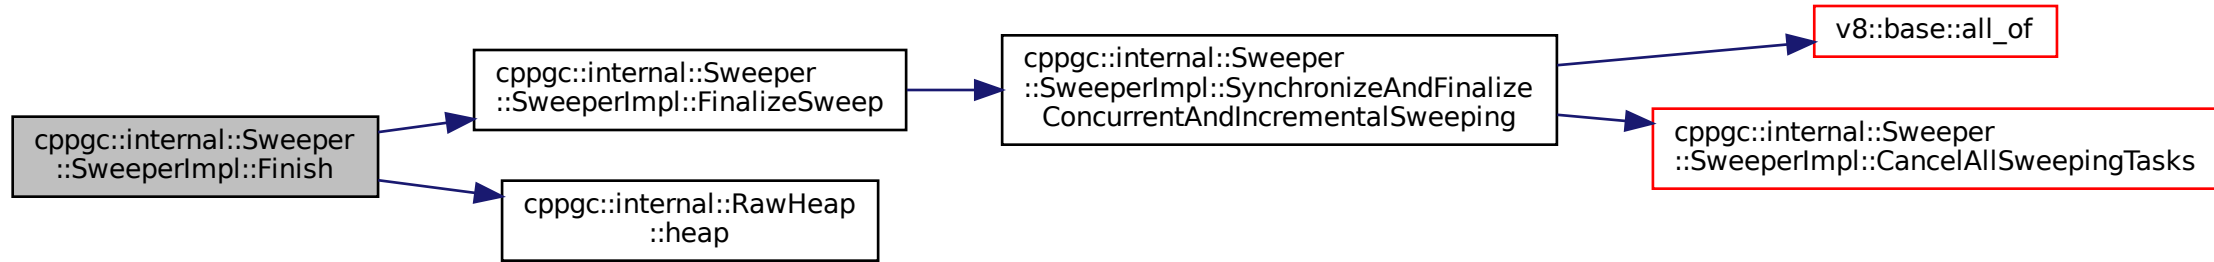 cppgc::internal::Sweeper
::SweeperImpl::Finish
cppgc::internal::Sweeper
::SweeperImpl::FinalizeSweep
cppgc::internal::RawHeap
::heap
cppgc::internal::Sweeper
::SweeperImpl::SynchronizeAndFinalize
ConcurrentAndIncrementalSweeping
v8::base::all_of
cppgc::internal::Sweeper
::SweeperImpl::CancelAllSweepingTasks